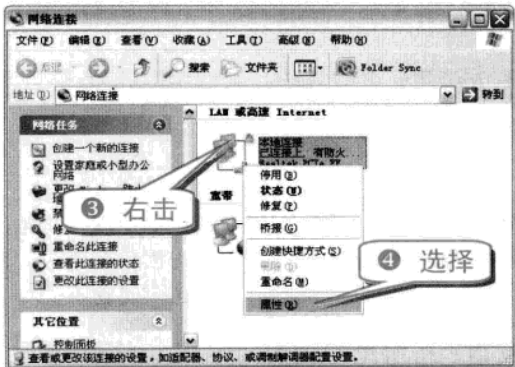 网络连接
文件(F) 编辑(E) 查看(V) 收藏(A) 工具(T) 高级(N) 帮助(H)
后退 搜索 文件夹 Folder Sync
地址(D) 网络连接 转到
LAN 或高速 Internet
网络任务
创建一个新的连接
设置家庭或小型办公网络
更改
重命名此连接
查看此连接的状态
更改此连接的设置
其它位置
控制面板
本地连接
已连接上, 有防火...
Realtek PCIe FE
宽带
停用(B)
状态(U)
修复(P)
桥接(G)
创建快捷方式(S)
删除(D)
重命名(M)
属性(R)
③ 右击
④ 选择
查看或更改该连接的设置，如适配器、协议、或调制解调器配置设置。